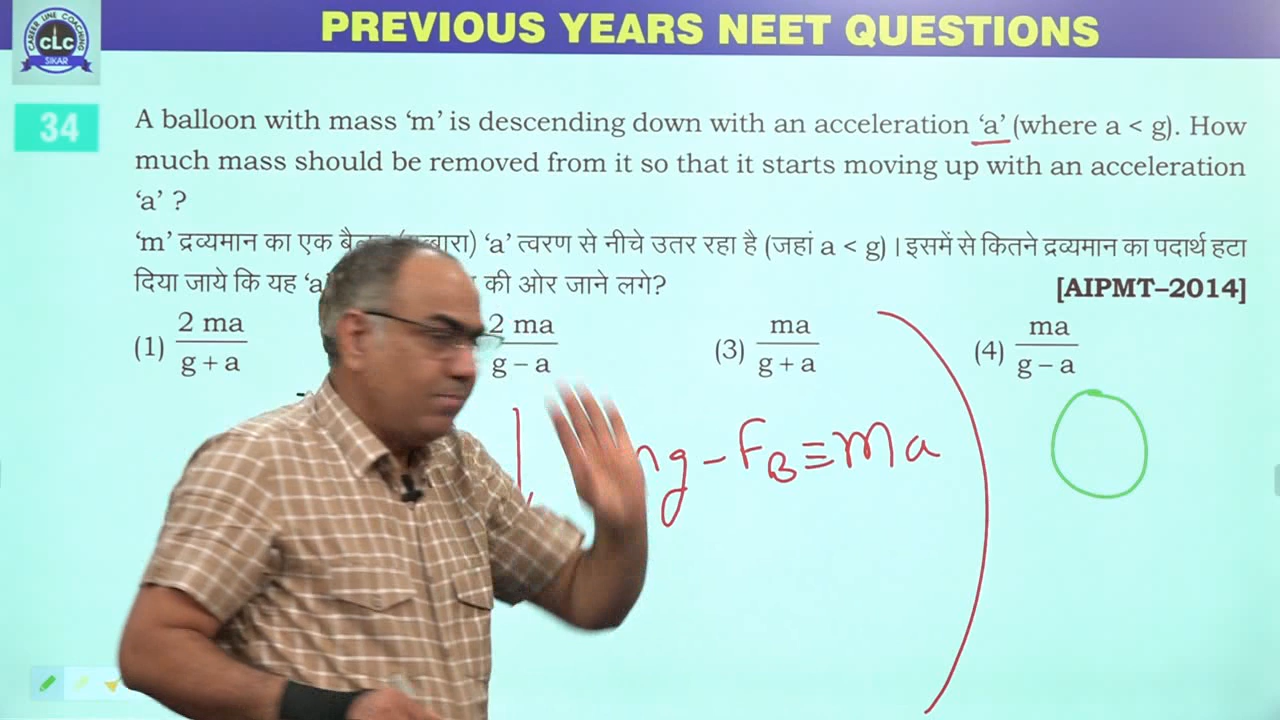 PREVIOUS YEARS NEET QUESTIONS
CAREER LINE COACHING
CLC
SIKAR
34
A balloon with mass ‘m’ is descending down with an acceleration ‘a’ (where a < g). How
much mass should be removed from it so that it starts moving up with an acceleration
‘a’ ?
‘m’ द्रव्यमान का एक ‘a’ त्वरण से नीचे उतर रहा है (जहां a < g) । इसमें से कितने द्रव्यमान का पदार्थ हटा
दिया जाये कि यह ‘a’ की ओर जाने लगे?
[AIPMT–2014]
(1) 2 ma / g + a
2 ma / g – a
(3) ma / g + a
(4) ma / g – a
g – FB = ma